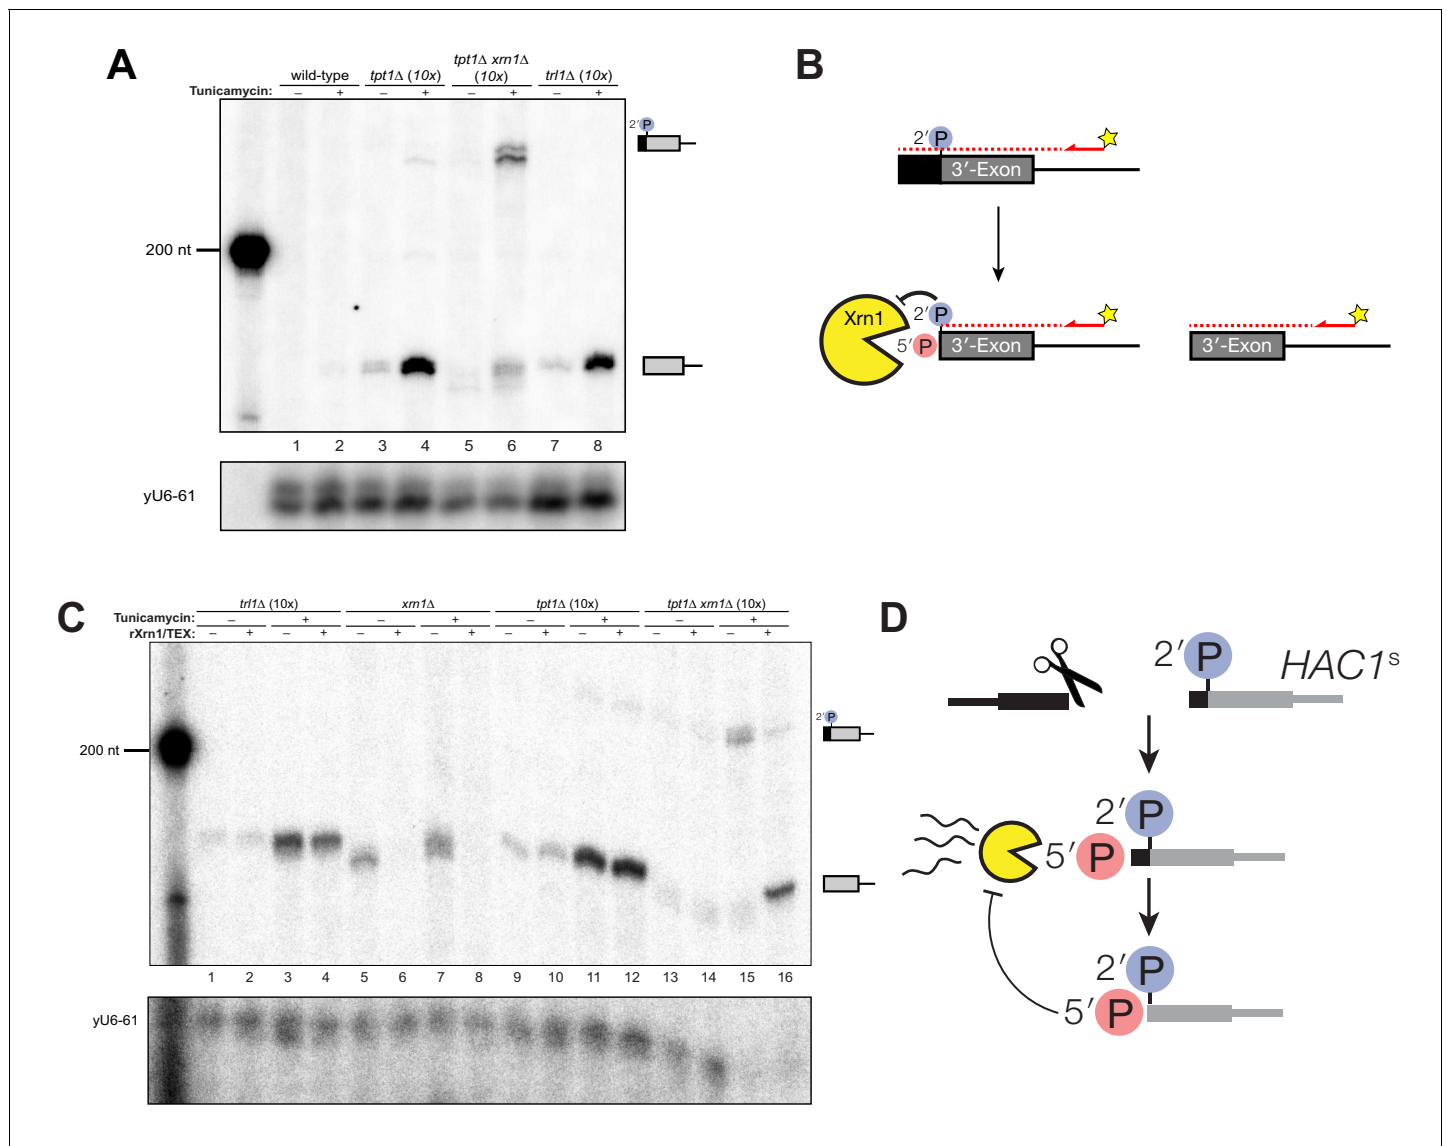 A
wild-type
tpt1Δ (10x)
tpt1Δ xrn1Δ
(10x)
trl1Δ (10x)
Tunicamycin: – + – + – + – +
2′ P
200 nt
1 2 3 4 5 6 7 8
yU6-61
B
2′ P
3′-Exon
Xrn1
2′ P
5′ P
3′-Exon
3′-Exon
C
trl1Δ (10x) xrn1Δ tpt1Δ (10x) tpt1Δ xrn1Δ (10x)
Tunicamycin: – + – + – + – +
rXrn1/TEX: – + – + – + – + – + – + – + – +
2′ P
200 nt
1 2 3 4 5 6 7 8 9 10 11 12 13 14 15 16
yU6-61
D
2′ P
HAC1ˢ
2′ P
5′ P
2′ P
5′ P